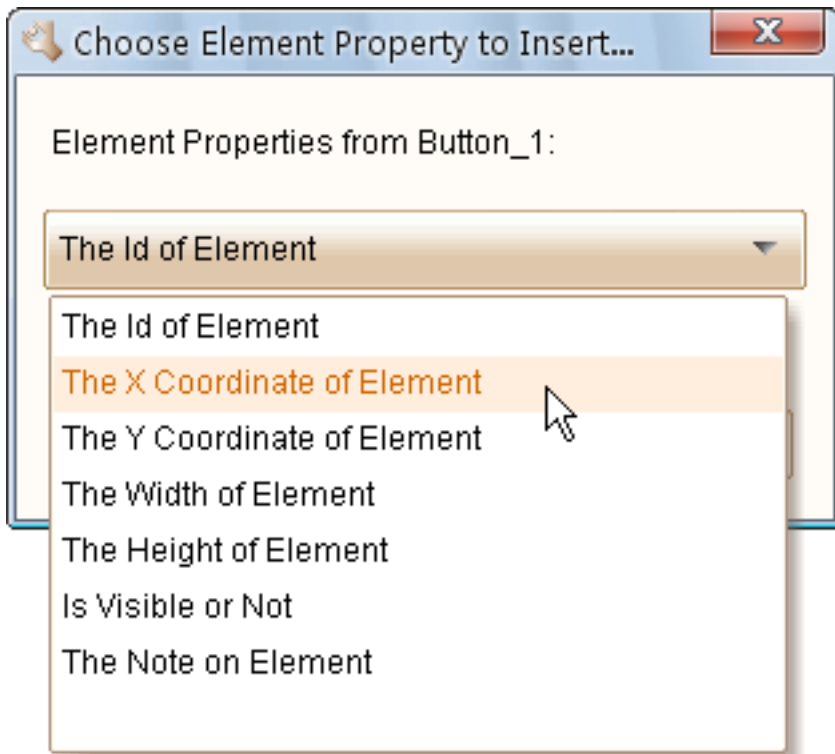 Choose Element Property to Insert...
Element Properties from Button_1:
The Id of Element
The Id of Element
The X Coordinate of Element
The Y Coordinate of Element
The Width of Element
The Height of Element
Is Visible or Not
The Note on Element